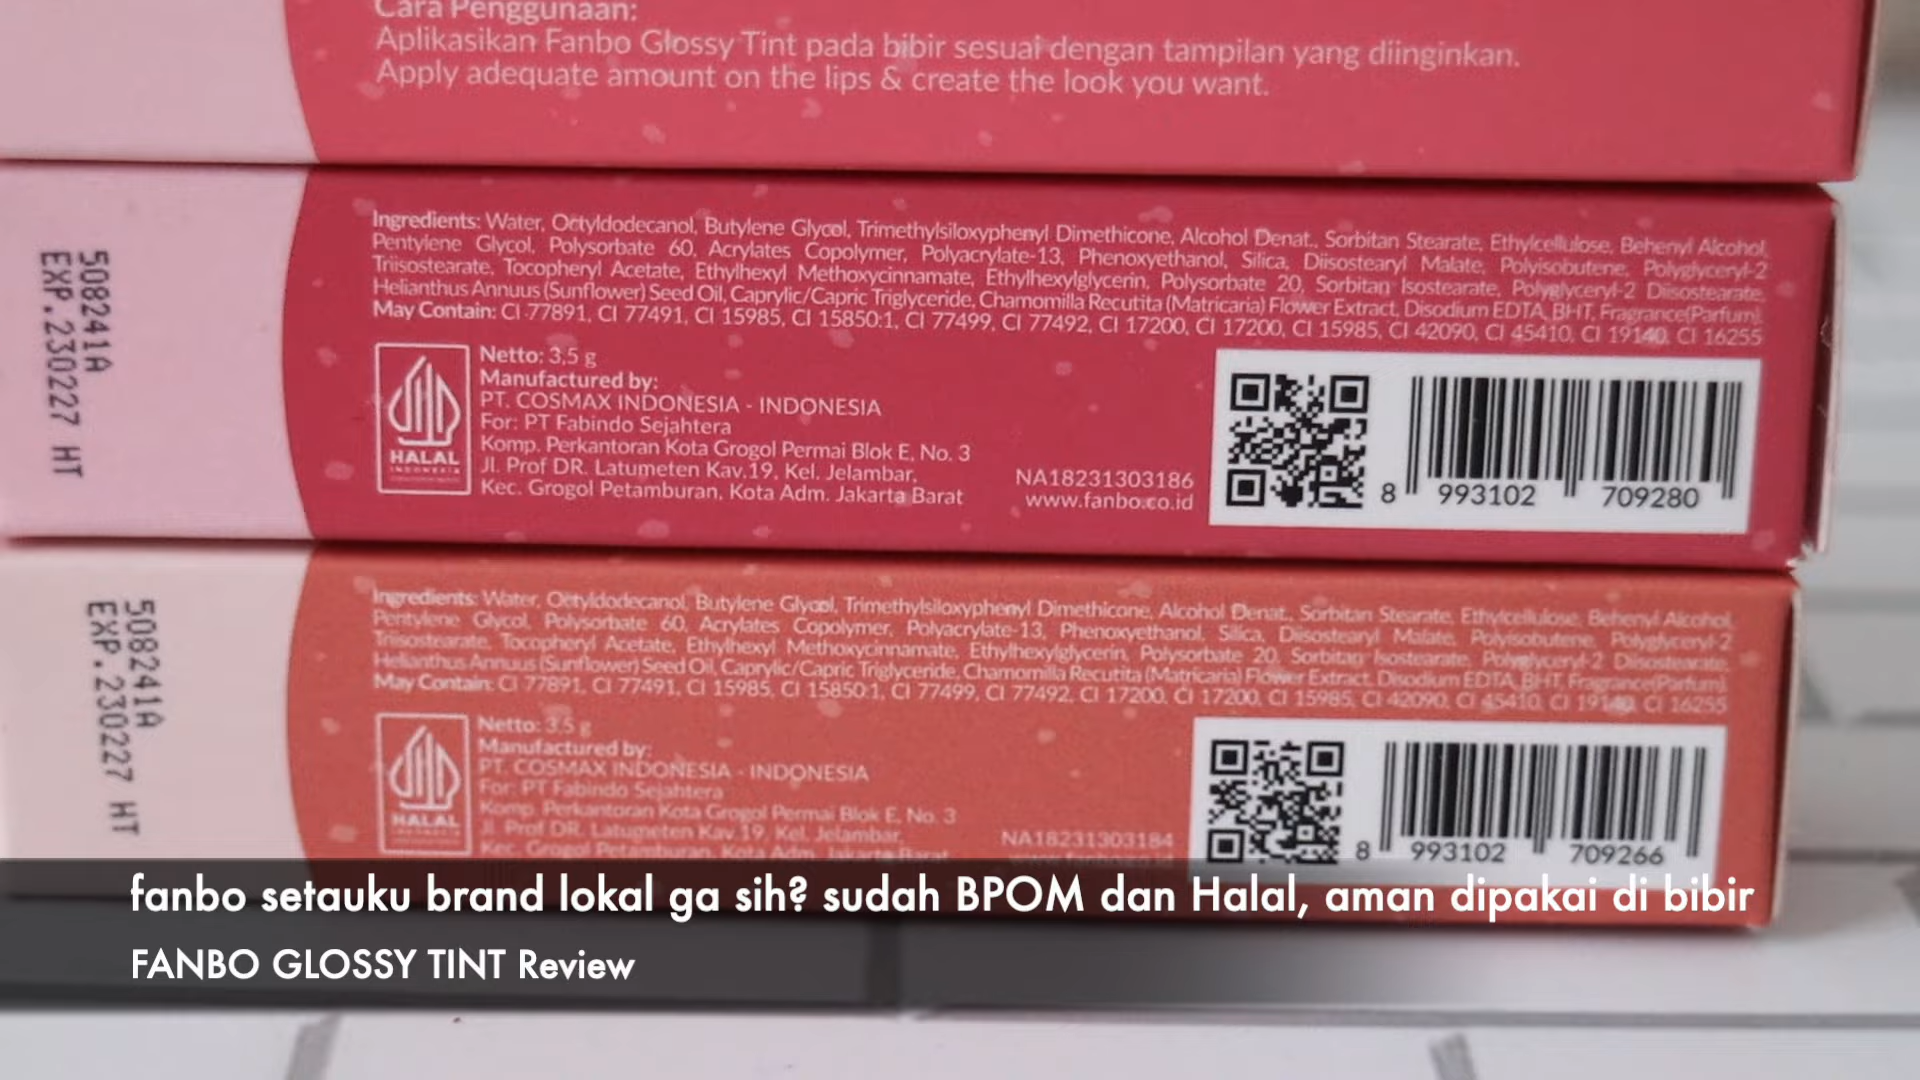 Cara Penggunaan:
Aplikasikan Fanbo Glossy Tint pada bibir sesuai dengan tampilan yang diinginkan.
Apply adequate amount on the lips & create the look you want.
508241A
EXP.230227 HT
Ingredients: Water, Octyldodecanol, Butylene Glycol, Trimethylsiloxyphenyl Dimethicone, Alcohol Denat., Sorbitan Stearate, Ethylcellulose, Behenyl Alcohol,
Pentylene Glycol, Polysorbate 60, Acrylates Copolymer, Polyacrylate-13, Phenoxyethanol, Silica, Diisostearyl Malate, Polyisobutene, Polyglyceryl-2
Triisostearate, Tocopheryl Acetate, Ethylhexyl Methoxycinnamate, Ethylhexylglycerin, Polysorbate 20, Sorbitan Isostearate, Polyglyceryl-2 Diisostearate,
Helianthus Annuus (Sunflower) Seed Oil, Caprylic/Capric Triglyceride, Chamomilla Recutita (Matricaria) Flower Extract, Disodium EDTA, BHT, Fragrance(Parfum).
May Contain: CI 77891, CI 77491, CI 15985, CI 15850:1, CI 77499, CI 77492, CI 17200, CI 17200, CI 15985, CI 42090, CI 45410, CI 19140, CI 16255
HALAL
INDONESIA
Netto: 3,5 g
Manufactured by:
PT. COSMAX INDONESIA - INDONESIA
For: PT Fabindo Sejahtera
Komp. Perkantoran Kota Grogol Permai Blok E, No. 3
Jl. Prof DR. Latumeten Kav.19, Kel. Jelambar,
Kec. Grogol Petamburan, Kota Adm. Jakarta Barat
NA18231303186
www.fanbo.co.id
8 993102 709280
508241A
EXP.230227 HT
Ingredients: Water, Octyldodecanol, Butylene Glycol, Trimethylsiloxyphenyl Dimethicone, Alcohol Denat., Sorbitan Stearate, Ethylcellulose, Behenyl Alcohol,
Pentylene Glycol, Polysorbate 60, Acrylates Copolymer, Polyacrylate-13, Phenoxyethanol, Silica, Diisostearyl Malate, Polyisobutene, Polyglyceryl-2
Triisostearate, Tocopheryl Acetate, Ethylhexyl Methoxycinnamate, Ethylhexylglycerin, Polysorbate 20, Sorbitan Isostearate, Polyglyceryl-2 Diisostearate,
Helianthus Annuus (Sunflower) Seed Oil, Caprylic/Capric Triglyceride, Chamomilla Recutita (Matricaria) Flower Extract, Disodium EDTA, BHT, Fragrance(Parfum).
May Contain: CI 77891, CI 77491, CI 15985, CI 15850:1, CI 77499, CI 77492, CI 17200, CI 17200, CI 15985, CI 42090, CI 45410, CI 19140, CI 16255
HALAL
Netto: 3,5 g
Manufactured by:
PT. COSMAX INDONESIA - INDONESIA
For: PT Fabindo Sejahtera
Komp. Perkantoran Kota Grogol Permai Blok E, No. 3
Jl. Prof DR. Latumeten Kav.19, Kel. Jelambar,
Kec. Grogol Petamburan, Kota Adm. Jakarta Barat
NA18231303184
8 993102 709266
fanbo setauku brand lokal ga sih? sudah BPOM dan Halal, aman dipakai di bibir
FANBO GLOSSY TINT Review